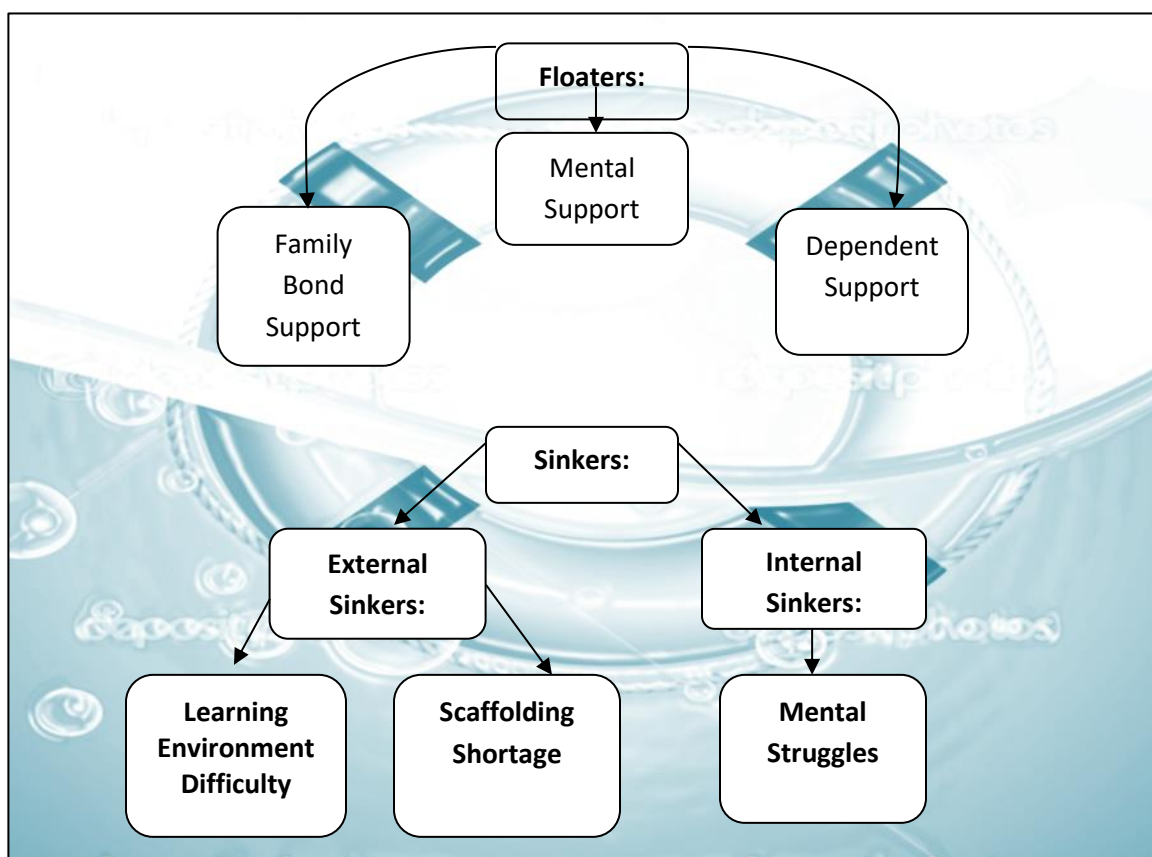 Floaters:
Mental
Support
Family
Bond
Support
Dependent
Support
depositphotos
Sinkers:
External
Sinkers:
Internal
Sinkers:
Learning
Environment
Difficulty
Scaffolding
Shortage
Mental
Struggles